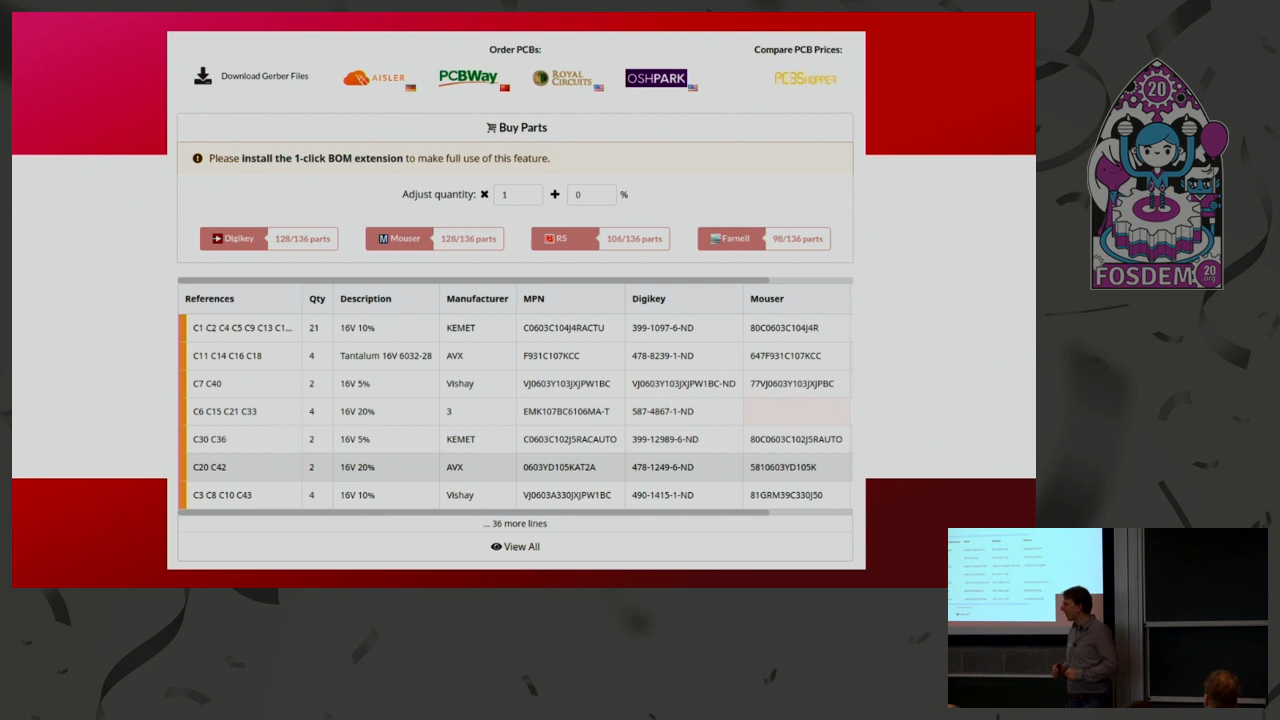 Order PCBs:
Compare PCB Prices:
Download Gerber Files
AISLER
PCBWay
ROYAL CIRCUITS
OSHPARK
PCBSHOPPER
Buy Parts
Please install the 1-click BOM extension to make full use of this feature.
Adjust quantity: 1 0 %
Digikey 128/136 parts
M Mouser 128/136 parts
RS 106/136 parts
Farnell 98/136 parts
References Qty Description Manufacturer MPN Digikey Mouser
C1 C2 C4 C5 C9 C13 C1... 21 16V 10% KEMET C0603C104J4RACTU 399-1097-6-ND 80C0603C104J4R
C11 C14 C16 C18 4 Tantalum 16V 6032-28 AVX F931C107KCC 478-8239-1-ND 647F931C107KCC
C7 C40 2 16V 5% Vishay VJ0603Y103JXJPW1BC VJ0603Y103JXJPW1BC-ND 77VJ0603Y103JXJPBC
C6 C15 C21 C33 4 16V 20% 3 EMK107BC6106MA-T 587-4867-1-ND
C30 C36 2 16V 5% KEMET C0603C102J5RACAUTO 399-12989-6-ND 80C0603C102J5RAUTO
C20 C42 2 16V 20% AVX 0603YD105KAT2A 478-1249-6-ND 5810603YD105K
C3 C8 C10 C43 4 16V 10% Vishay VJ0603A330JXJPW1BC 490-1415-1-ND 81GRM39C330J50
... 36 more lines
View All
20
FOSDEM 20
.org